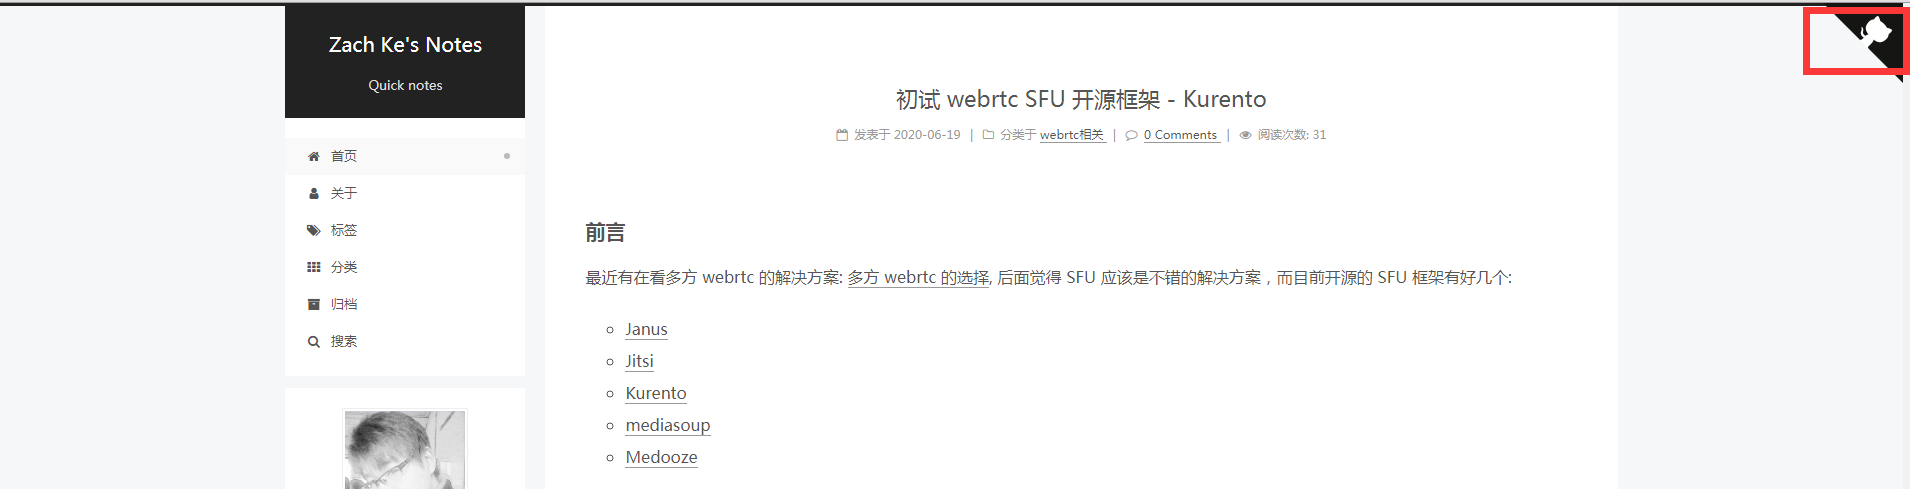 Zach Ke's Notes
Quick notes
首页
关于
标签
分类
归档
搜索
初试 webrtc SFU 开源框架 - Kurento
发表于 2020-06-19 | 分类于 webrtc相关 | 0 Comments | 阅读次数: 31
前言
最近有在看多方 webrtc 的解决方案: 多方 webrtc 的选择, 后面觉得 SFU 应该是不错的解决方案，而目前开源的 SFU 框架有好几个:
Janus
Jitsi
Kurento
mediasoup
Medooze